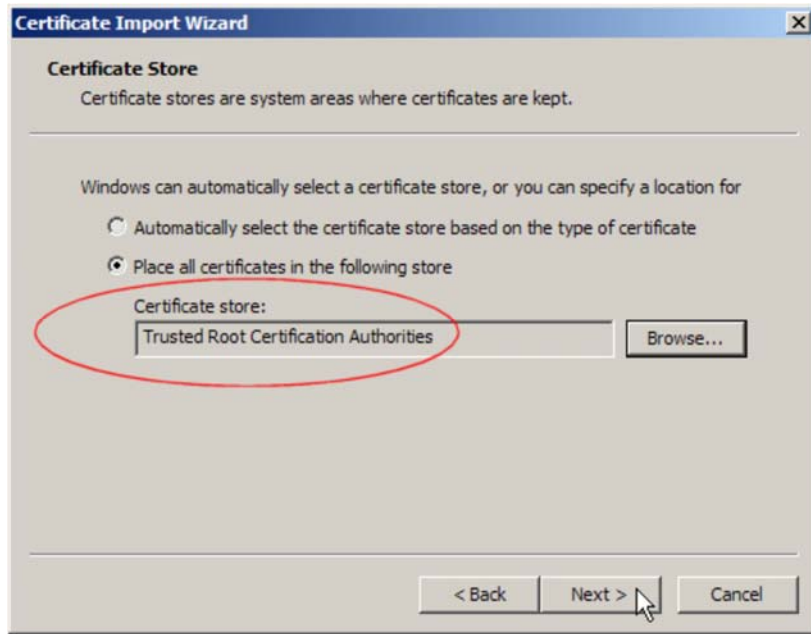 Certificate Import Wizard
Certificate Store
Certificate stores are system areas where certificates are kept.
Windows can automatically select a certificate store, or you can specify a location for
Automatically select the certificate store based on the type of certificate
Place all certificates in the following store
Certificate store:
Trusted Root Certification Authorities
Browse...
< Back
Next >
Cancel